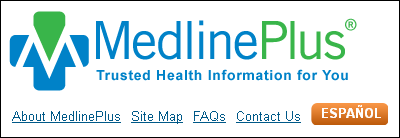 MedlinePlus®
Trusted Health Information for You
About MedlinePlus Site Map FAQs Contact Us ESPAÑOL